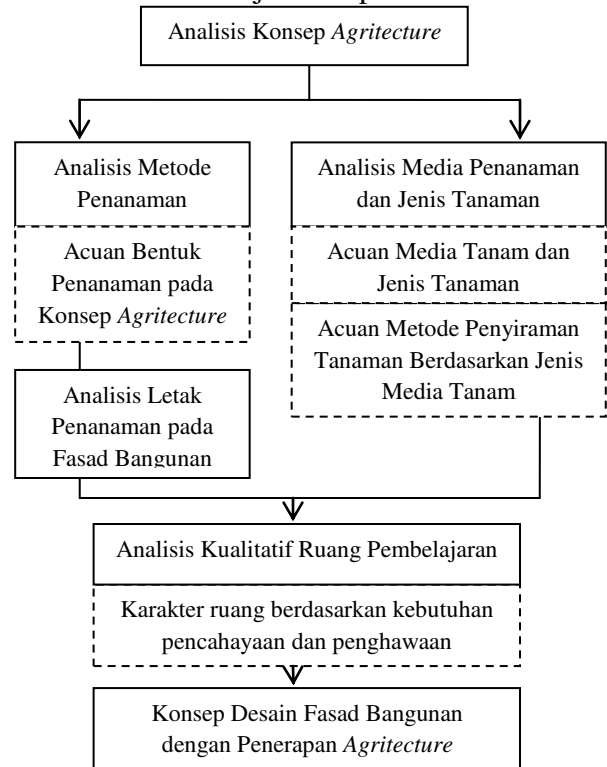 Analisis Konsep Agritecture
Analisis Metode
Penanaman
Acuan Bentuk
Penanaman pada
Konsep Agritecture
Analisis Letak
Penanaman pada
Fasad Bangunan
Analisis Media Penanaman
dan Jenis Tanaman
Acuan Media Tanam dan
Jenis Tanaman
Acuan Metode Penyiraman
Tanaman Berdasarkan Jenis
Media Tanam
Analisis Kualitatif Ruang Pembelajaran
Karakter ruang berdasarkan kebutuhan
pencahayaan dan penghawaan
Konsep Desain Fasad Bangunan
dengan Penerapan Agritecture